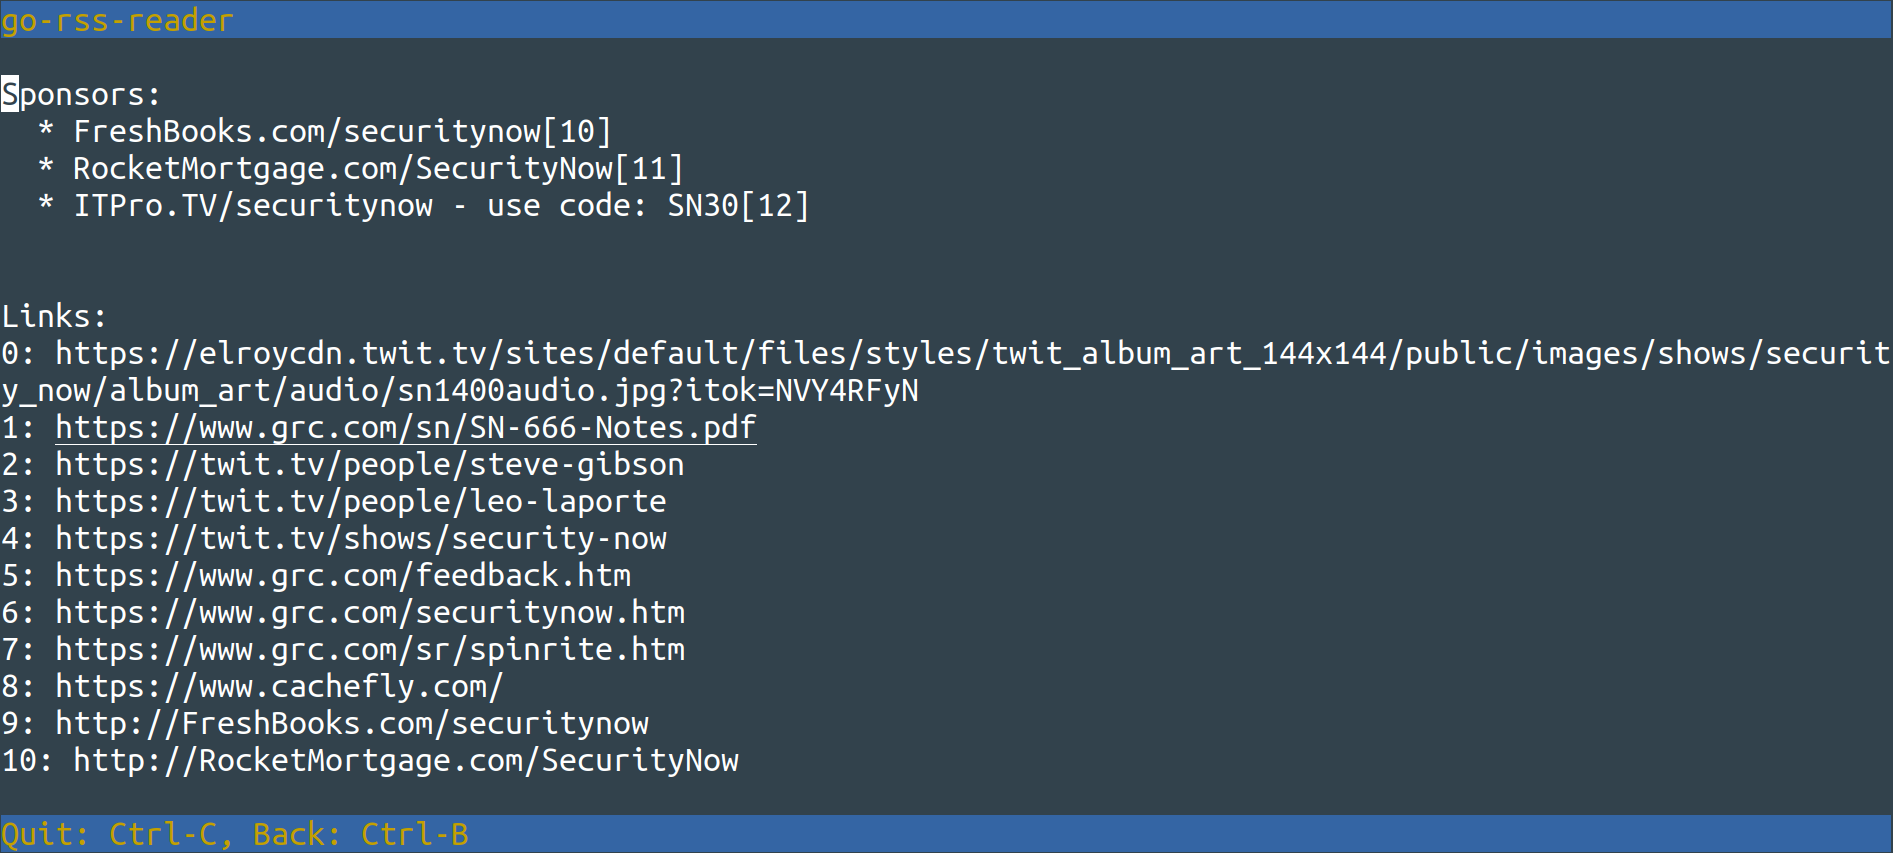 go-rss-reader
Sponsors:
  * FreshBooks.com/securitynow[10]
  * RocketMortgage.com/SecurityNow[11]
  * ITPro.TV/securitynow - use code: SN30[12]
Links:
0: https://elroycdn.twit.tv/sites/default/files/styles/twit_album_art_144x144/public/images/shows/securit
y_now/album_art/audio/sn1400audio.jpg?itok=NVY4RFyN
1: https://www.grc.com/sn/SN-666-Notes.pdf
2: https://twit.tv/people/steve-gibson
3: https://twit.tv/people/leo-laporte
4: https://twit.tv/shows/security-now
5: https://www.grc.com/feedback.htm
6: https://www.grc.com/securitynow.htm
7: https://www.grc.com/sr/spinrite.htm
8: https://www.cachefly.com/
9: http://FreshBooks.com/securitynow
10: http://RocketMortgage.com/SecurityNow
Quit: Ctrl-C, Back: Ctrl-B